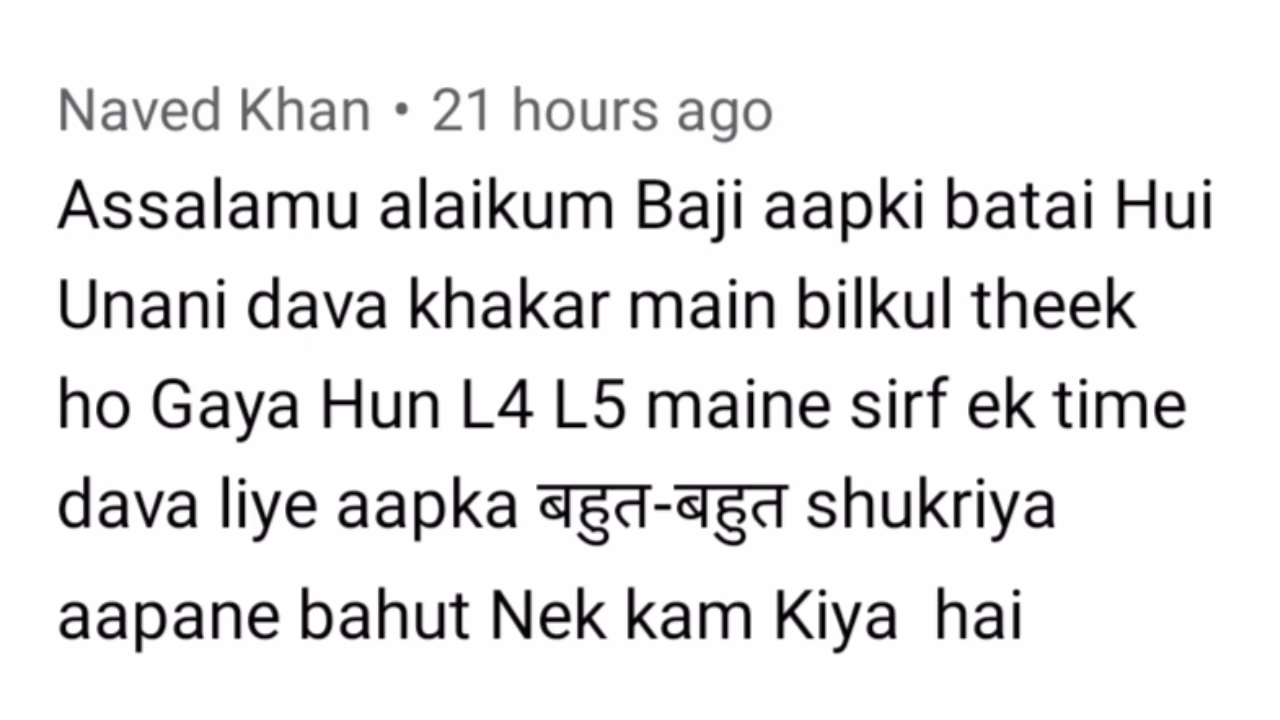 Naved Khan • 21 hours ago
Assalamu alaikum Baji aapki batai Hui
Unani dava khakar main bilkul theek
ho Gaya Hun L4 L5 maine sirf ek time
dava liye aapka बहुत-बहुत shukriya
aapane bahut Nek kam Kiya  hai